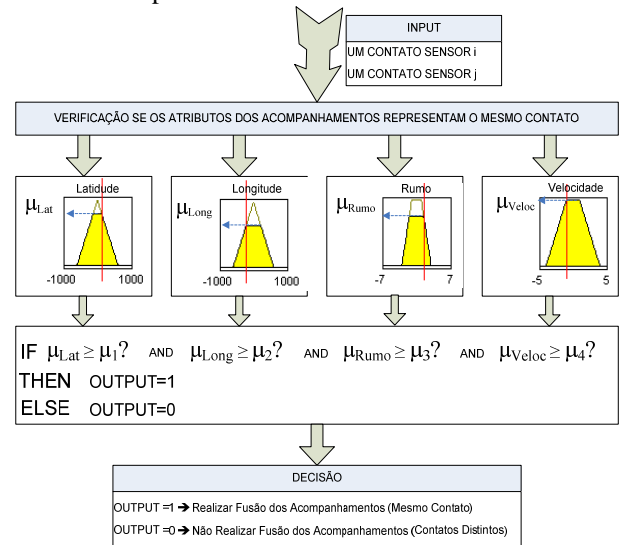 INPUT
UM CONTATO SENSOR i
UM CONTATO SENSOR j
VERIFICAÇÃO SE OS ATRIBUTOS DOS ACOMPANHAMENTOS REPRESENTAM O MESMO CONTATO
Latidude
μLat
-1000 1000
Longitude
μLong
-1000 1000
Rumo
μRumo
-7 7
Velocidade
μVeloc
-5 5
IF μLat ≥ μ1? AND μLong ≥ μ2? AND μRumo ≥ μ3? AND μVeloc ≥ μ4?
THEN OUTPUT=1
ELSE OUTPUT=0
DECISÃO
OUTPUT =1 → Realizar Fusão dos Acompanhamentos (Mesmo Contato)
OUTPUT =0 → Não Realizar Fusão dos Acompanhamentos (Contatos Distintos)